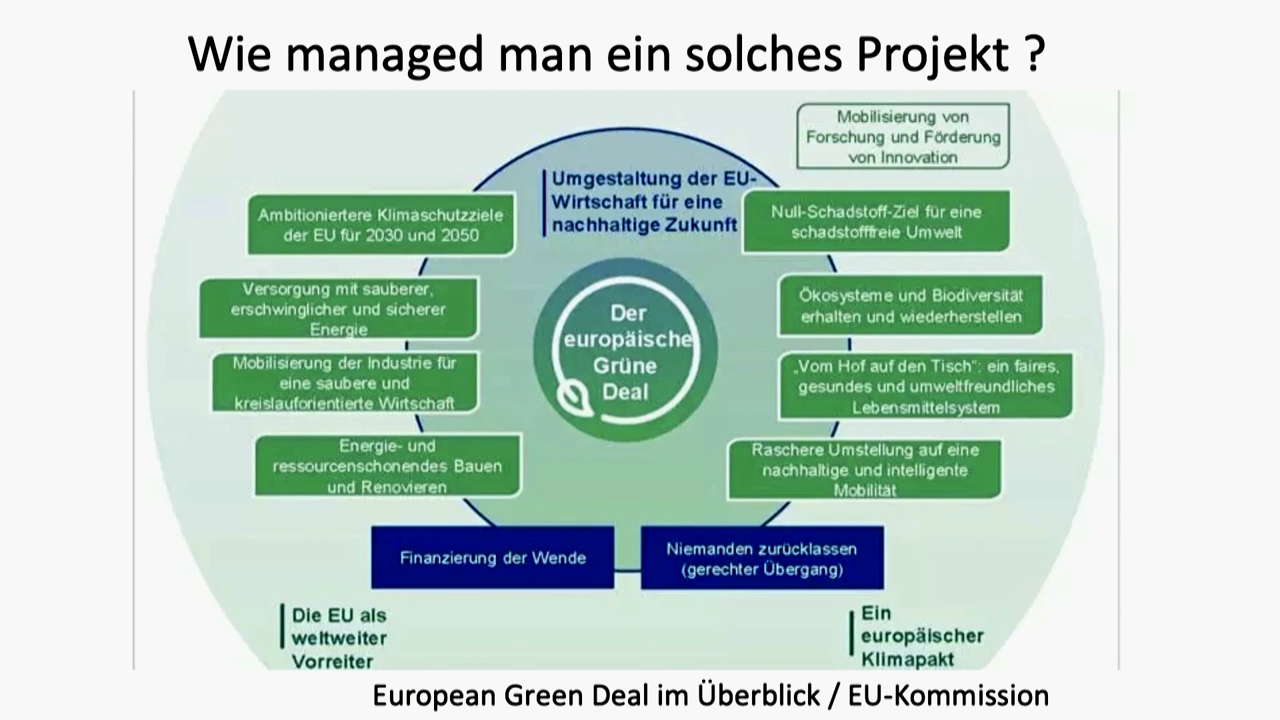 Wie managed man ein solches Projekt ?
Mobilisierung von
Forschung und Förderung
von Innovation
Umgestaltung der EU-
Wirtschaft für eine
nachhaltige Zukunft
Ambitioniertere Klimaschutzziele
der EU für 2030 und 2050
Null-Schadstoff-Ziel für eine
schadstofffreie Umwelt
Versorgung mit sauberer,
erschwinglicher und sicherer
Energie
Ökosysteme und Biodiversität
erhalten und wiederherstellen
Der
europäische
Grüne
Deal
Mobilisierung der Industrie für
eine saubere und
kreislauforientierte Wirtschaft
„Vom Hof auf den Tisch“: ein faires,
gesundes und umweltfreundliches
Lebensmittelsystem
Energie- und
ressourcenschonendes Bauen
und Renovieren
Raschere Umstellung auf eine
nachhaltige und intelligente
Mobilität
Finanzierung der Wende
Niemanden zurücklassen
(gerechter Übergang)
Die EU als
weltweiter
Vorreiter
Ein
europäischer
Klimapakt
European Green Deal im Überblick / EU-Kommission